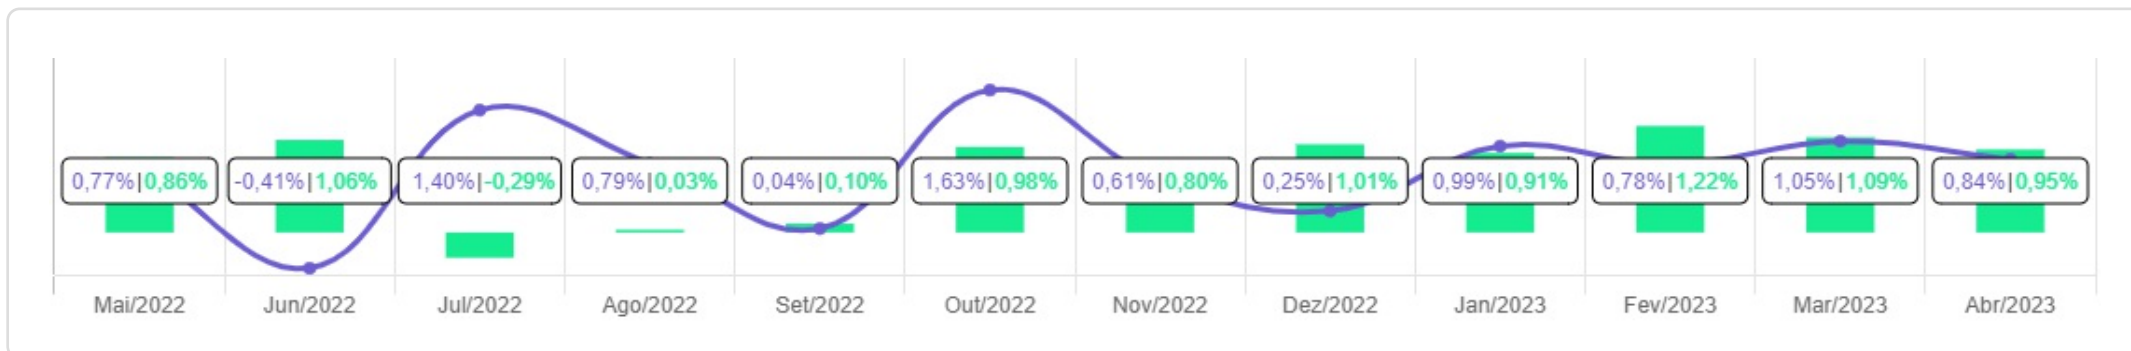 0,77%|0,86% -0,41%|1,06% 1,40%|-0,29% 0,79%|0,03% 0,04%|0,10% 1,63%|0,98% 0,61%|0,80% 0,25%|1,01% 0,99%|0,91% 0,78%|1,22% 1,05%|1,09% 0,84%|0,95%
Mai/2022 Jun/2022 Jul/2022 Ago/2022 Set/2022 Out/2022 Nov/2022 Dez/2022 Jan/2023 Fev/2023 Mar/2023 Abr/2023